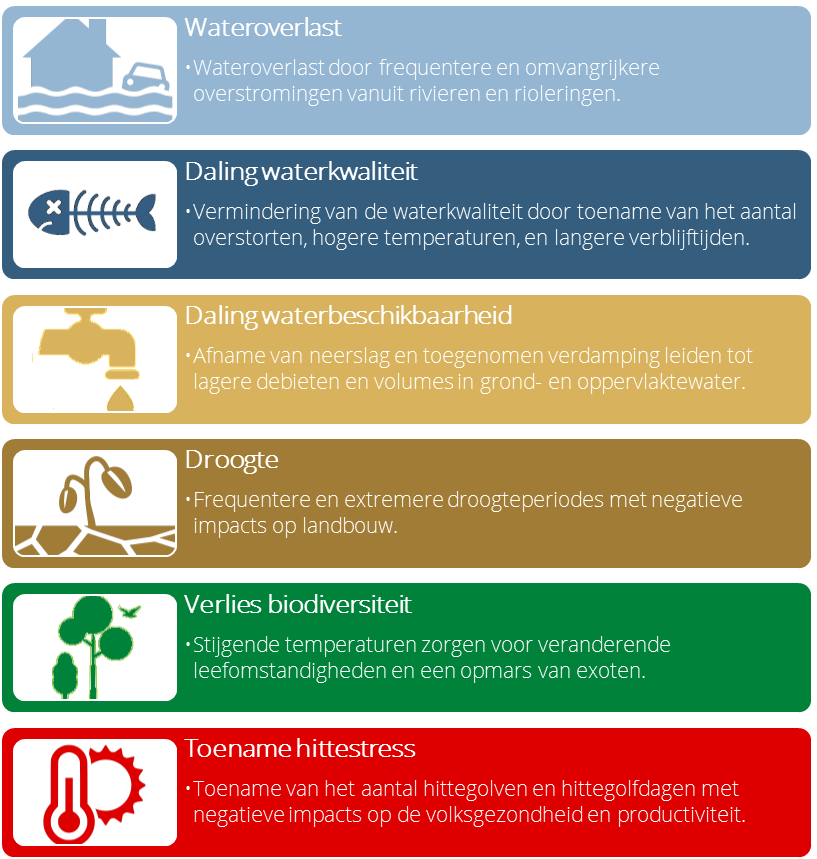 Wateroverlast
•Wateroverlast door frequentere en omvangrijkere
overstromingen vanuit rivieren en rioleringen.
Daling waterkwaliteit
•Vermindering van de waterkwaliteit door toename van het aantal
overstorten, hogere temperaturen, en langere verblijftijden.
Daling waterbeschikbaarheid
•Afname van neerslag en toegenomen verdamping leiden tot
lagere debieten en volumes in grond- en oppervlaktewater.
Droogte
•Frequentere en extremere droogteperiodes met negatieve
impacts op landbouw.
Verlies biodiversiteit
•Stijgende temperaturen zorgen voor veranderende
leefomstandigheden en een opmars van exoten.
Toename hittestress
•Toename van het aantal hittegolven en hittegolfdagen met
negatieve impacts op de volksgezondheid en productiviteit.